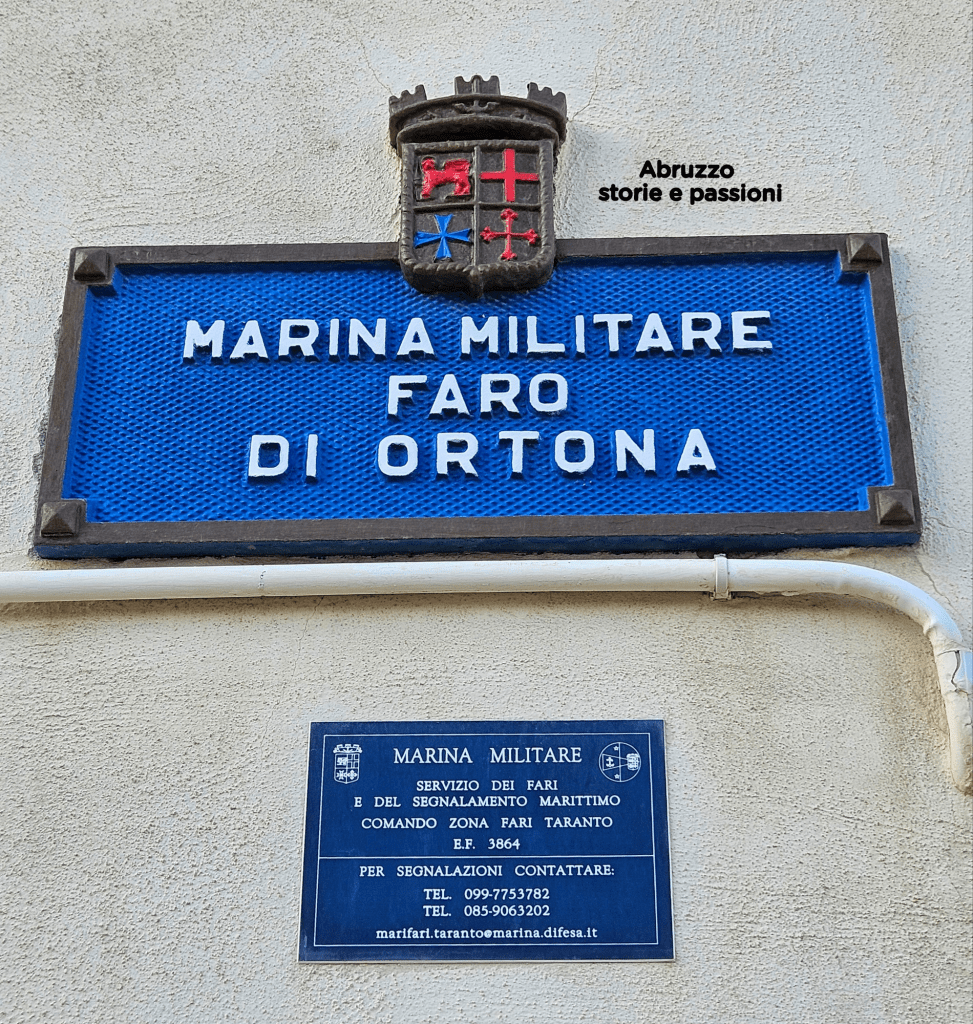 Abruzzo
storie e passioni
MARINA MILITARE
FARO
DI ORTONA
MARINA MILITARE
SERVIZIO DEI FARI
E DEL SEGNALAMENTO MARITTIMO
COMANDO ZONA FARI TARANTO
E.F. 3864
PER SEGNALAZIONI CONTATTARE:
TEL. 099-7753782
TEL. 085-9063202
marifari.taranto@marina.difesa.it